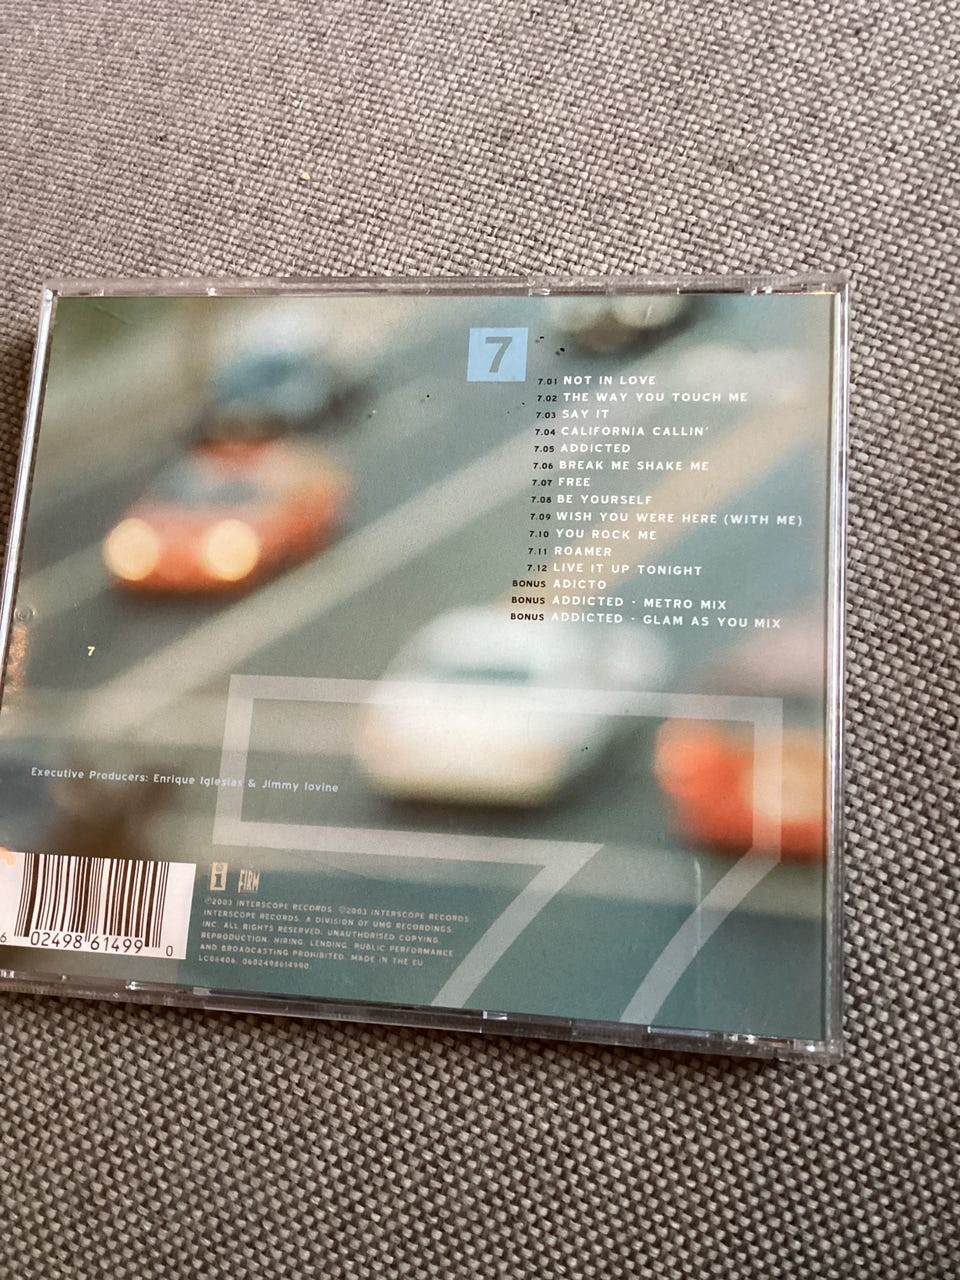 7
7.01 NOT IN LOVE
7.02 THE WAY YOU TOUCH ME
7.03 SAY IT
7.04 CALIFORNIA CALLIN'
7.05 ADDICTED
7.06 BREAK ME SHAKE ME
7.07 FREE
7.08 BE YOURSELF
7.09 WISH YOU WERE HERE (WITH ME)
7.10 YOU ROCK ME
7.11 ROAMER
7.12 LIVE IT UP TONIGHT
BONUS ADICTO
BONUS ADDICTED · METRO MIX
BONUS ADDICTED · GLAM AS YOU MIX
7
7
Executive Producers: Enrique Iglesias & Jimmy Iovine
i FIRM
℗2003 INTERSCOPE RECORDS. ©2003 INTERSCOPE RECORDS
INTERSCOPE RECORDS, A DIVISION OF UMG RECORDINGS
INC. ALL RIGHTS RESERVED. UNAUTHORISED COPYING,
REPRODUCTION, HIRING, LENDING, PUBLIC PERFORMANCE
AND BROADCASTING PROHIBITED. MADE IN THE EU
LC06406. 0602498614990.
6 02498 61499 0